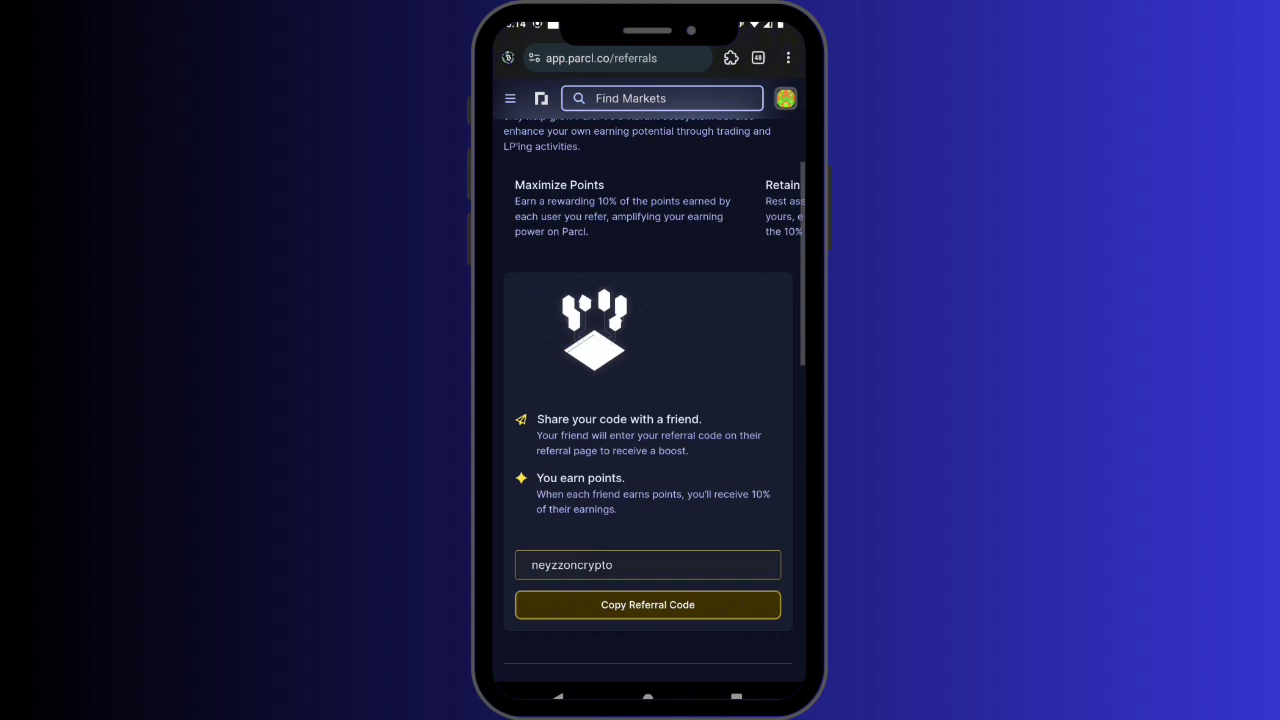 app.parcl.co/referrals
48
Find Markets
enhance your own earning potential through trading and
LP'ing activities.
Maximize Points
Earn a rewarding 10% of the points earned by
each user you refer, amplifying your earning
power on Parcl.
Retain
Rest
yours,
the 10%
Share your code with a friend.
Your friend will enter your referral code on their
referral page to receive a boost.
You earn points.
When each friend earns points, you'll receive 10%
of their earnings.
neyzzoncrypto
Copy Referral Code